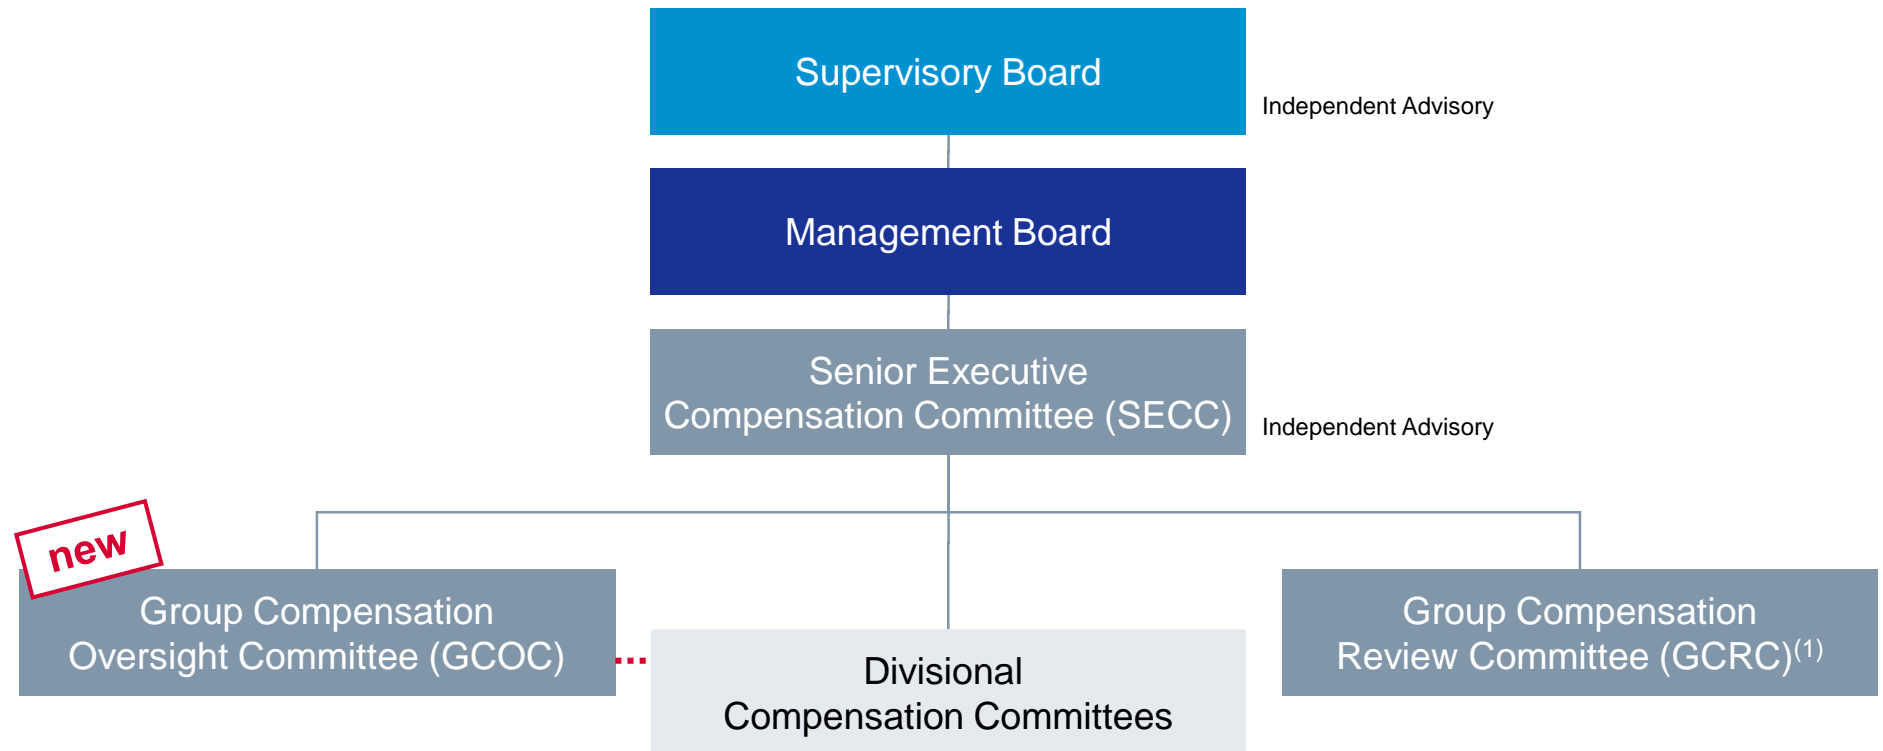 Supervisory Board
Independent Advisory
Management Board
Senior Executive
Compensation Committee (SECC)
Independent Advisory
new
Group Compensation
Oversight Committee (GCOC)
Divisional
Compensation Committees
Group Compensation
Review Committee (GCRC)(1)